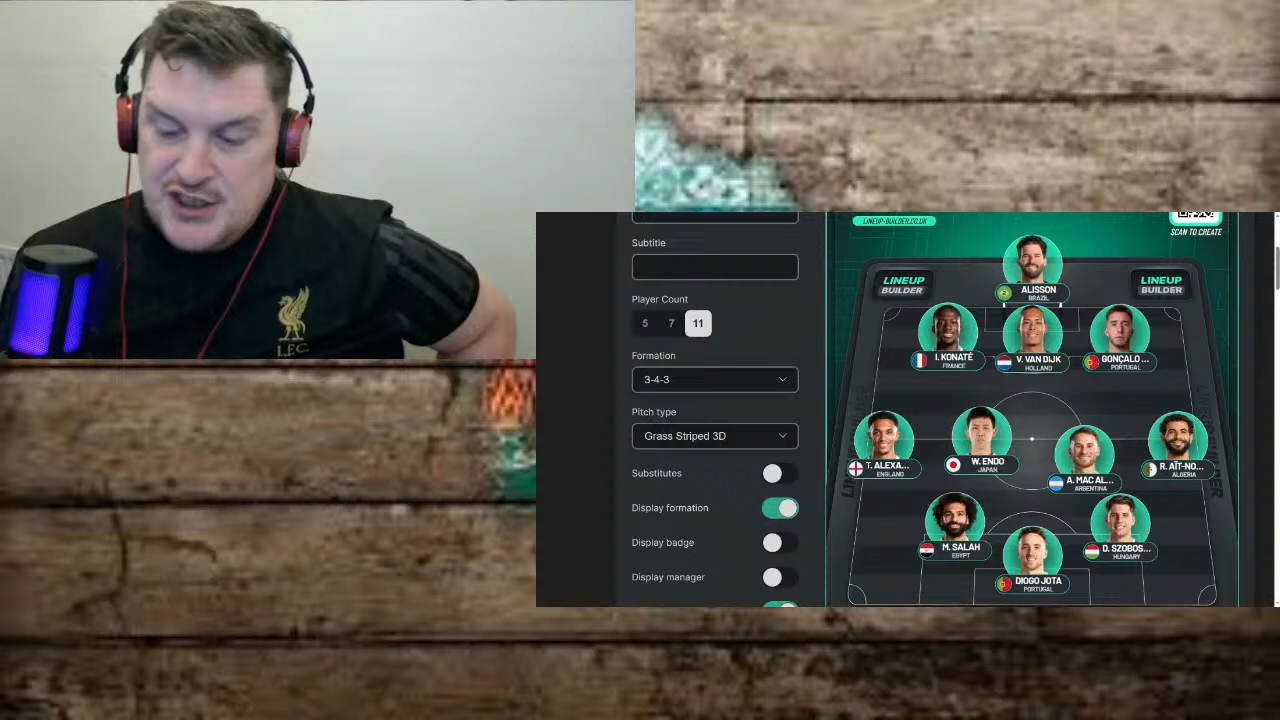 L.F.C.
LINEUP-BUILDER.CO.UK
SCAN TO CREATE
Subtitle
Player Count
5 7 11
Formation
3-4-3
Pitch type
Grass Striped 3D
Substitutes
Display formation
Display badge
Display manager
LINEUP
BUILDER
LINEUP
BUILDER
ALISSON
BRAZIL
I. KONATÉ
FRANCE
V. VAN DIJK
HOLLAND
GONÇALO ...
PORTUGAL
T. ALEXA...
ENGLAND
W. ENDO
JAPAN
A. MAC AL...
ARGENTINA
R. AÏT-NO...
ALGERIA
M. SALAH
EGYPT
D. SZOBOS...
HUNGARY
DIOGO JOTA
PORTUGAL